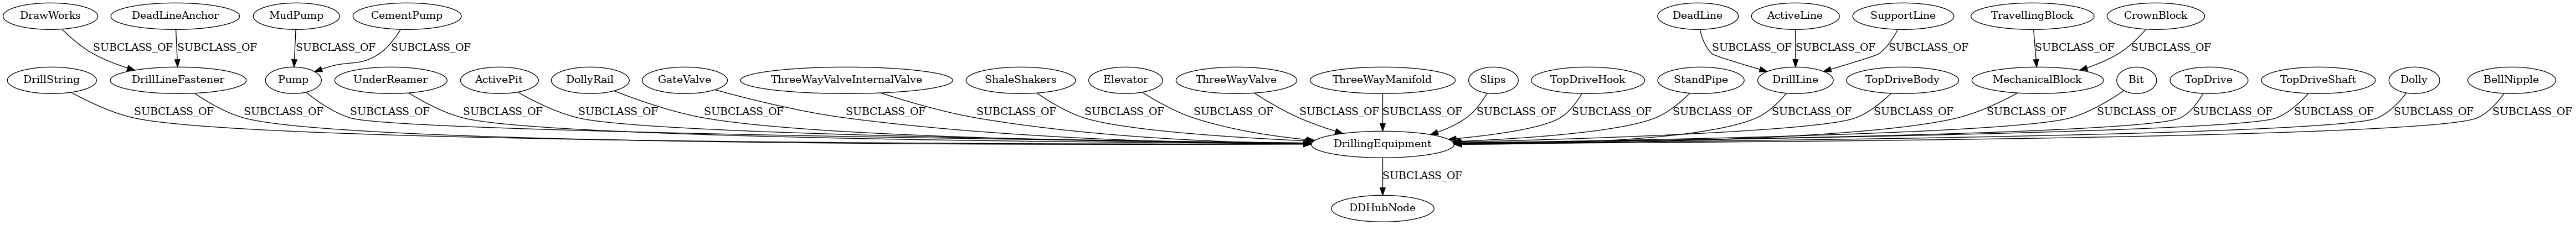 DrawWorks DeadLineAnchor MudPump CementPump DeadLine ActiveLine SupportLine TravellingBlock CrownBlock
SUBCLASS_OF SUBCLASS_OF SUBCLASS_OF SUBCLASS_OF SUBCLASS_OF SUBCLASS_OF SUBCLASS_OF SUBCLASS_OF SUBCLASS_OF
DrillString DrillLineFastener Pump UnderReamer ActivePit DollyRail GateValve ThreeWayValveInternalValve ShaleShakers Elevator ThreeWayValve ThreeWayManifold Slips TopDriveHook StandPipe DrillLine TopDriveBody MechanicalBlock Bit TopDrive TopDriveShaft Dolly BellNipple
SUBCLASS_OF SUBCLASS_OF SUBCLASS_OF SUBCLASS_OF SUBCLASS_OF SUBCLASS_OF SUBCLASS_OF SUBCLASS_OF SUBCLASS_OF SUBCLASS_OF SUBCLASS_OF SUBCLASS_OF SUBCLASS_OF SUBCLASS_OF SUBCLASS_OF SUBCLASS_OF SUBCLASS_OF SUBCLASS_OF SUBCLASS_OF SUBCLASS_OF SUBCLASS_OF SUBCLASS_OF SUBCLASS_OF
DrillingEquipment
SUBCLASS_OF
DDHubNode